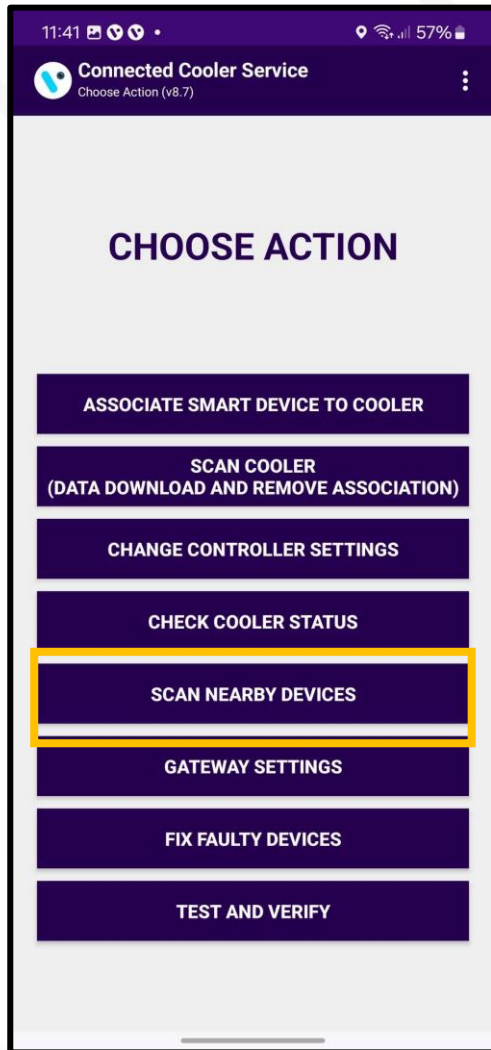 11:41 57%
Connected Cooler Service
Choose Action (v8.7)
CHOOSE ACTION
ASSOCIATE SMART DEVICE TO COOLER
SCAN COOLER
(DATA DOWNLOAD AND REMOVE ASSOCIATION)
CHANGE CONTROLLER SETTINGS
CHECK COOLER STATUS
SCAN NEARBY DEVICES
GATEWAY SETTINGS
FIX FAULTY DEVICES
TEST AND VERIFY